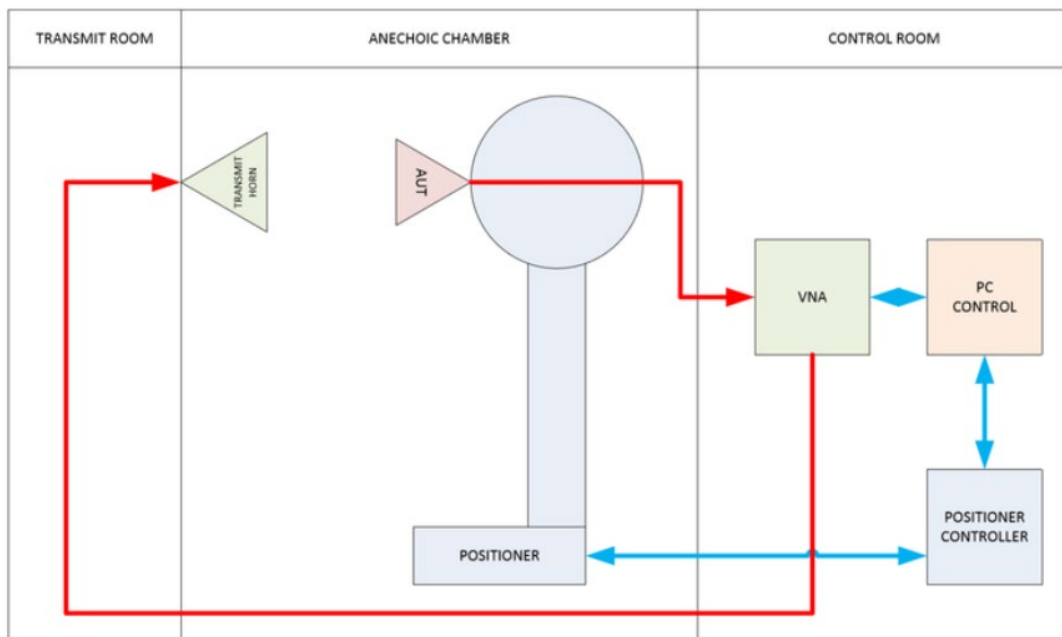 TRANSMIT ROOM
ANECHOIC CHAMBER
CONTROL ROOM
TRANSMIT
HORN
AUT
VNA
PC
CONTROL
POSITIONER
POSITIONER
CONTROLLER